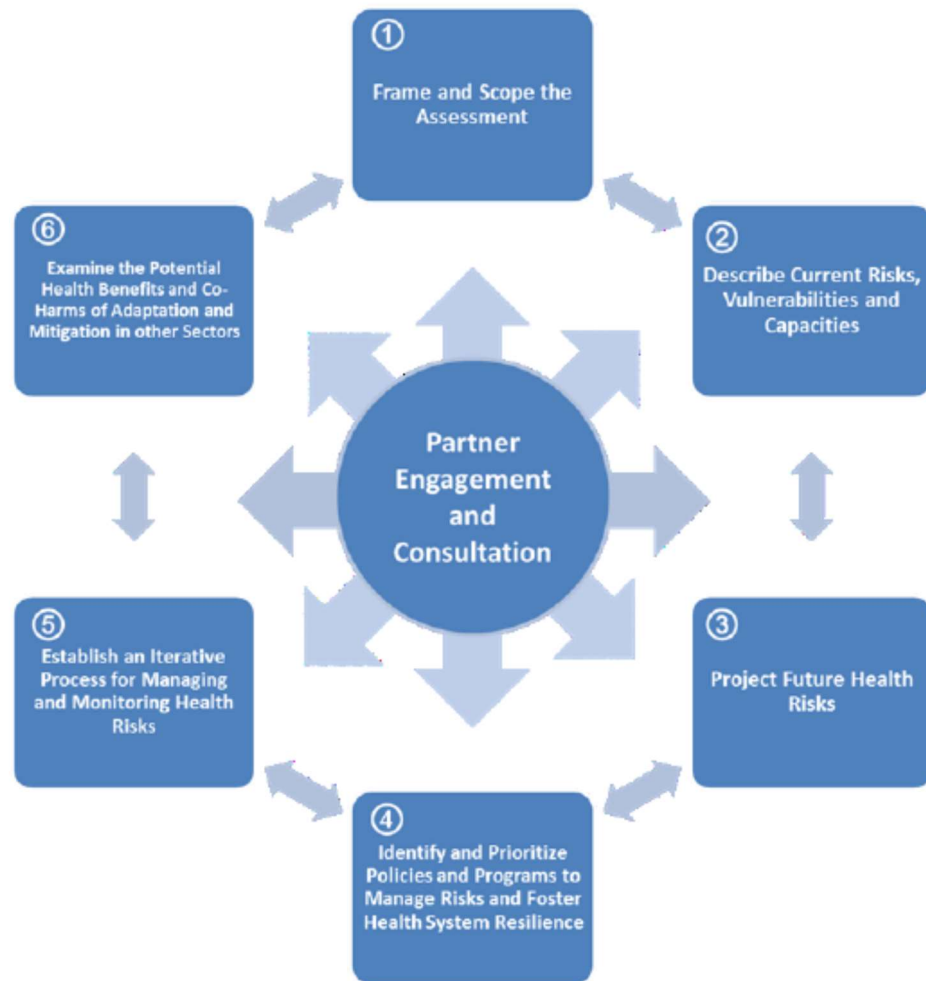 ①
Frame and Scope the
Assessment
②
Describe Current Risks,
Vulnerabilities and
Capacities
③
Project Future Health
Risks
④
Identify and Prioritize
Policies and Programs to
Manage Risks and Foster
Health System Resilience
⑤
Establish an Iterative
Process for Managing
and Monitoring Health
Risks
⑥
Examine the Potential
Health Benefits and Co-
Harms of Adaptation and
Mitigation in other Sectors
Partner
Engagement
and
Consultation